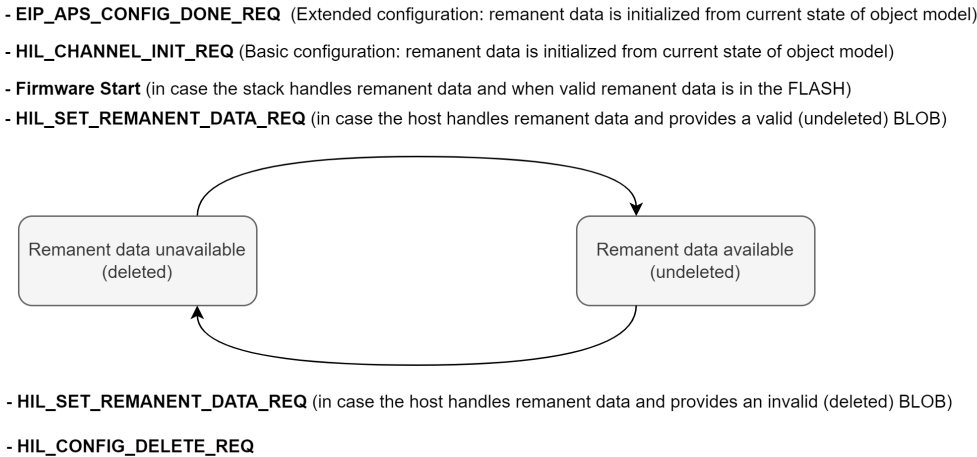 - EIP_APS_CONFIG_DONE_REQ (Extended configuration: remanent data is initialized from current state of object model)
- HIL_CHANNEL_INIT_REQ (Basic configuration: remanent data is initialized from current state of object model)
- Firmware Start (in case the stack handles remanent data and when valid remanent data is in the FLASH)
- HIL_SET_REMANENT_DATA_REQ (in case the host handles remanent data and provides a valid (undeleted) BLOB)
Remanent data unavailable
(deleted)
Remanent data available
(undeleted)
- HIL_SET_REMANENT_DATA_REQ (in case the host handles remanent data and provides an invalid (deleted) BLOB)
- HIL_CONFIG_DELETE_REQ